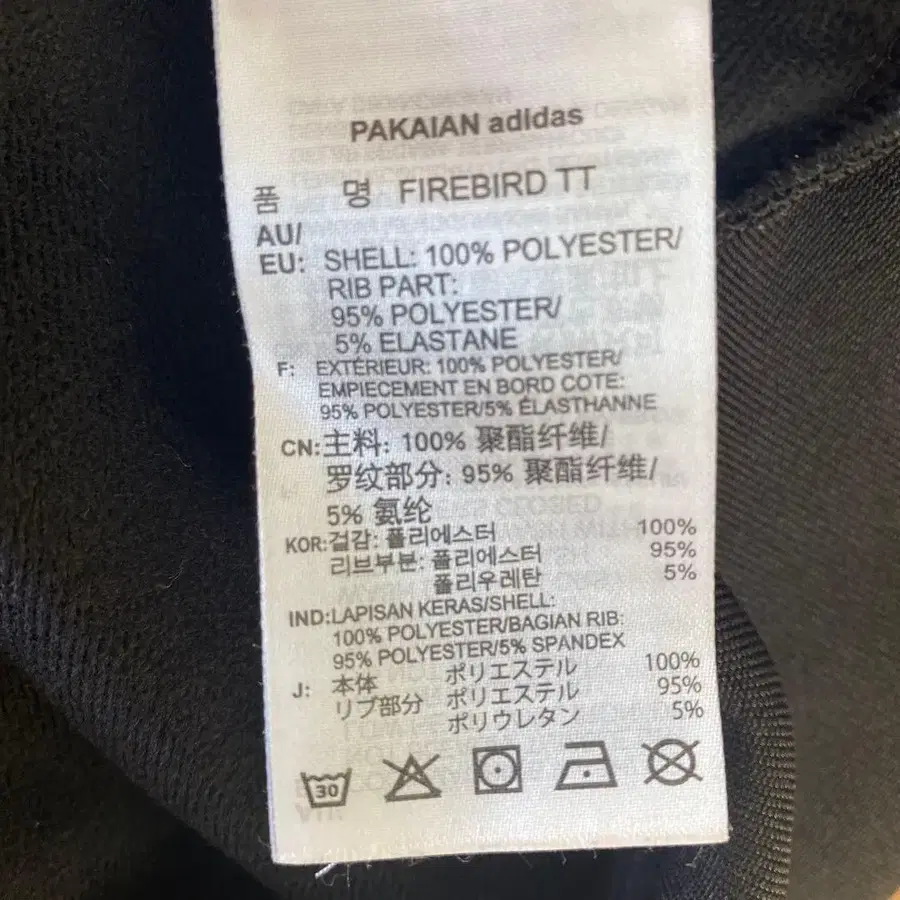 PAKAIAN adidas
품 명 FIREBIRD TT
AU/
EU: SHELL: 100% POLYESTER/
RIB PART:
95% POLYESTER/
5% ELASTANE
F: EXTÉRIEUR: 100% POLYESTER/
EMPIECEMENT EN BORD COTE:
95% POLYESTER/5% ÉLASTHANNE
CN:主料: 100% 聚酯纤维/
罗纹部分: 95% 聚酯纤维/
5% 氨纶
KOR:겉감: 폴리에스터 100%
리브부분: 폴리에스터 95%
폴리우레탄 5%
IND:LAPISAN KERAS/SHELL:
100% POLYESTER/BAGIAN RIB:
95% POLYESTER/5% SPANDEX
J: 本体 ポリエステル 100%
リブ部分 ポリエステル 95%
ポリウレタン 5%
30